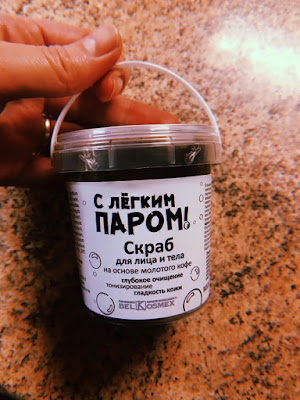 С ЛЁГКИМ
ПАРОМ!
Скраб
для лица и тела
на основе молотого кофе
глубокое очищение
тонизирование
гладкость кожи
BELKOSMEX